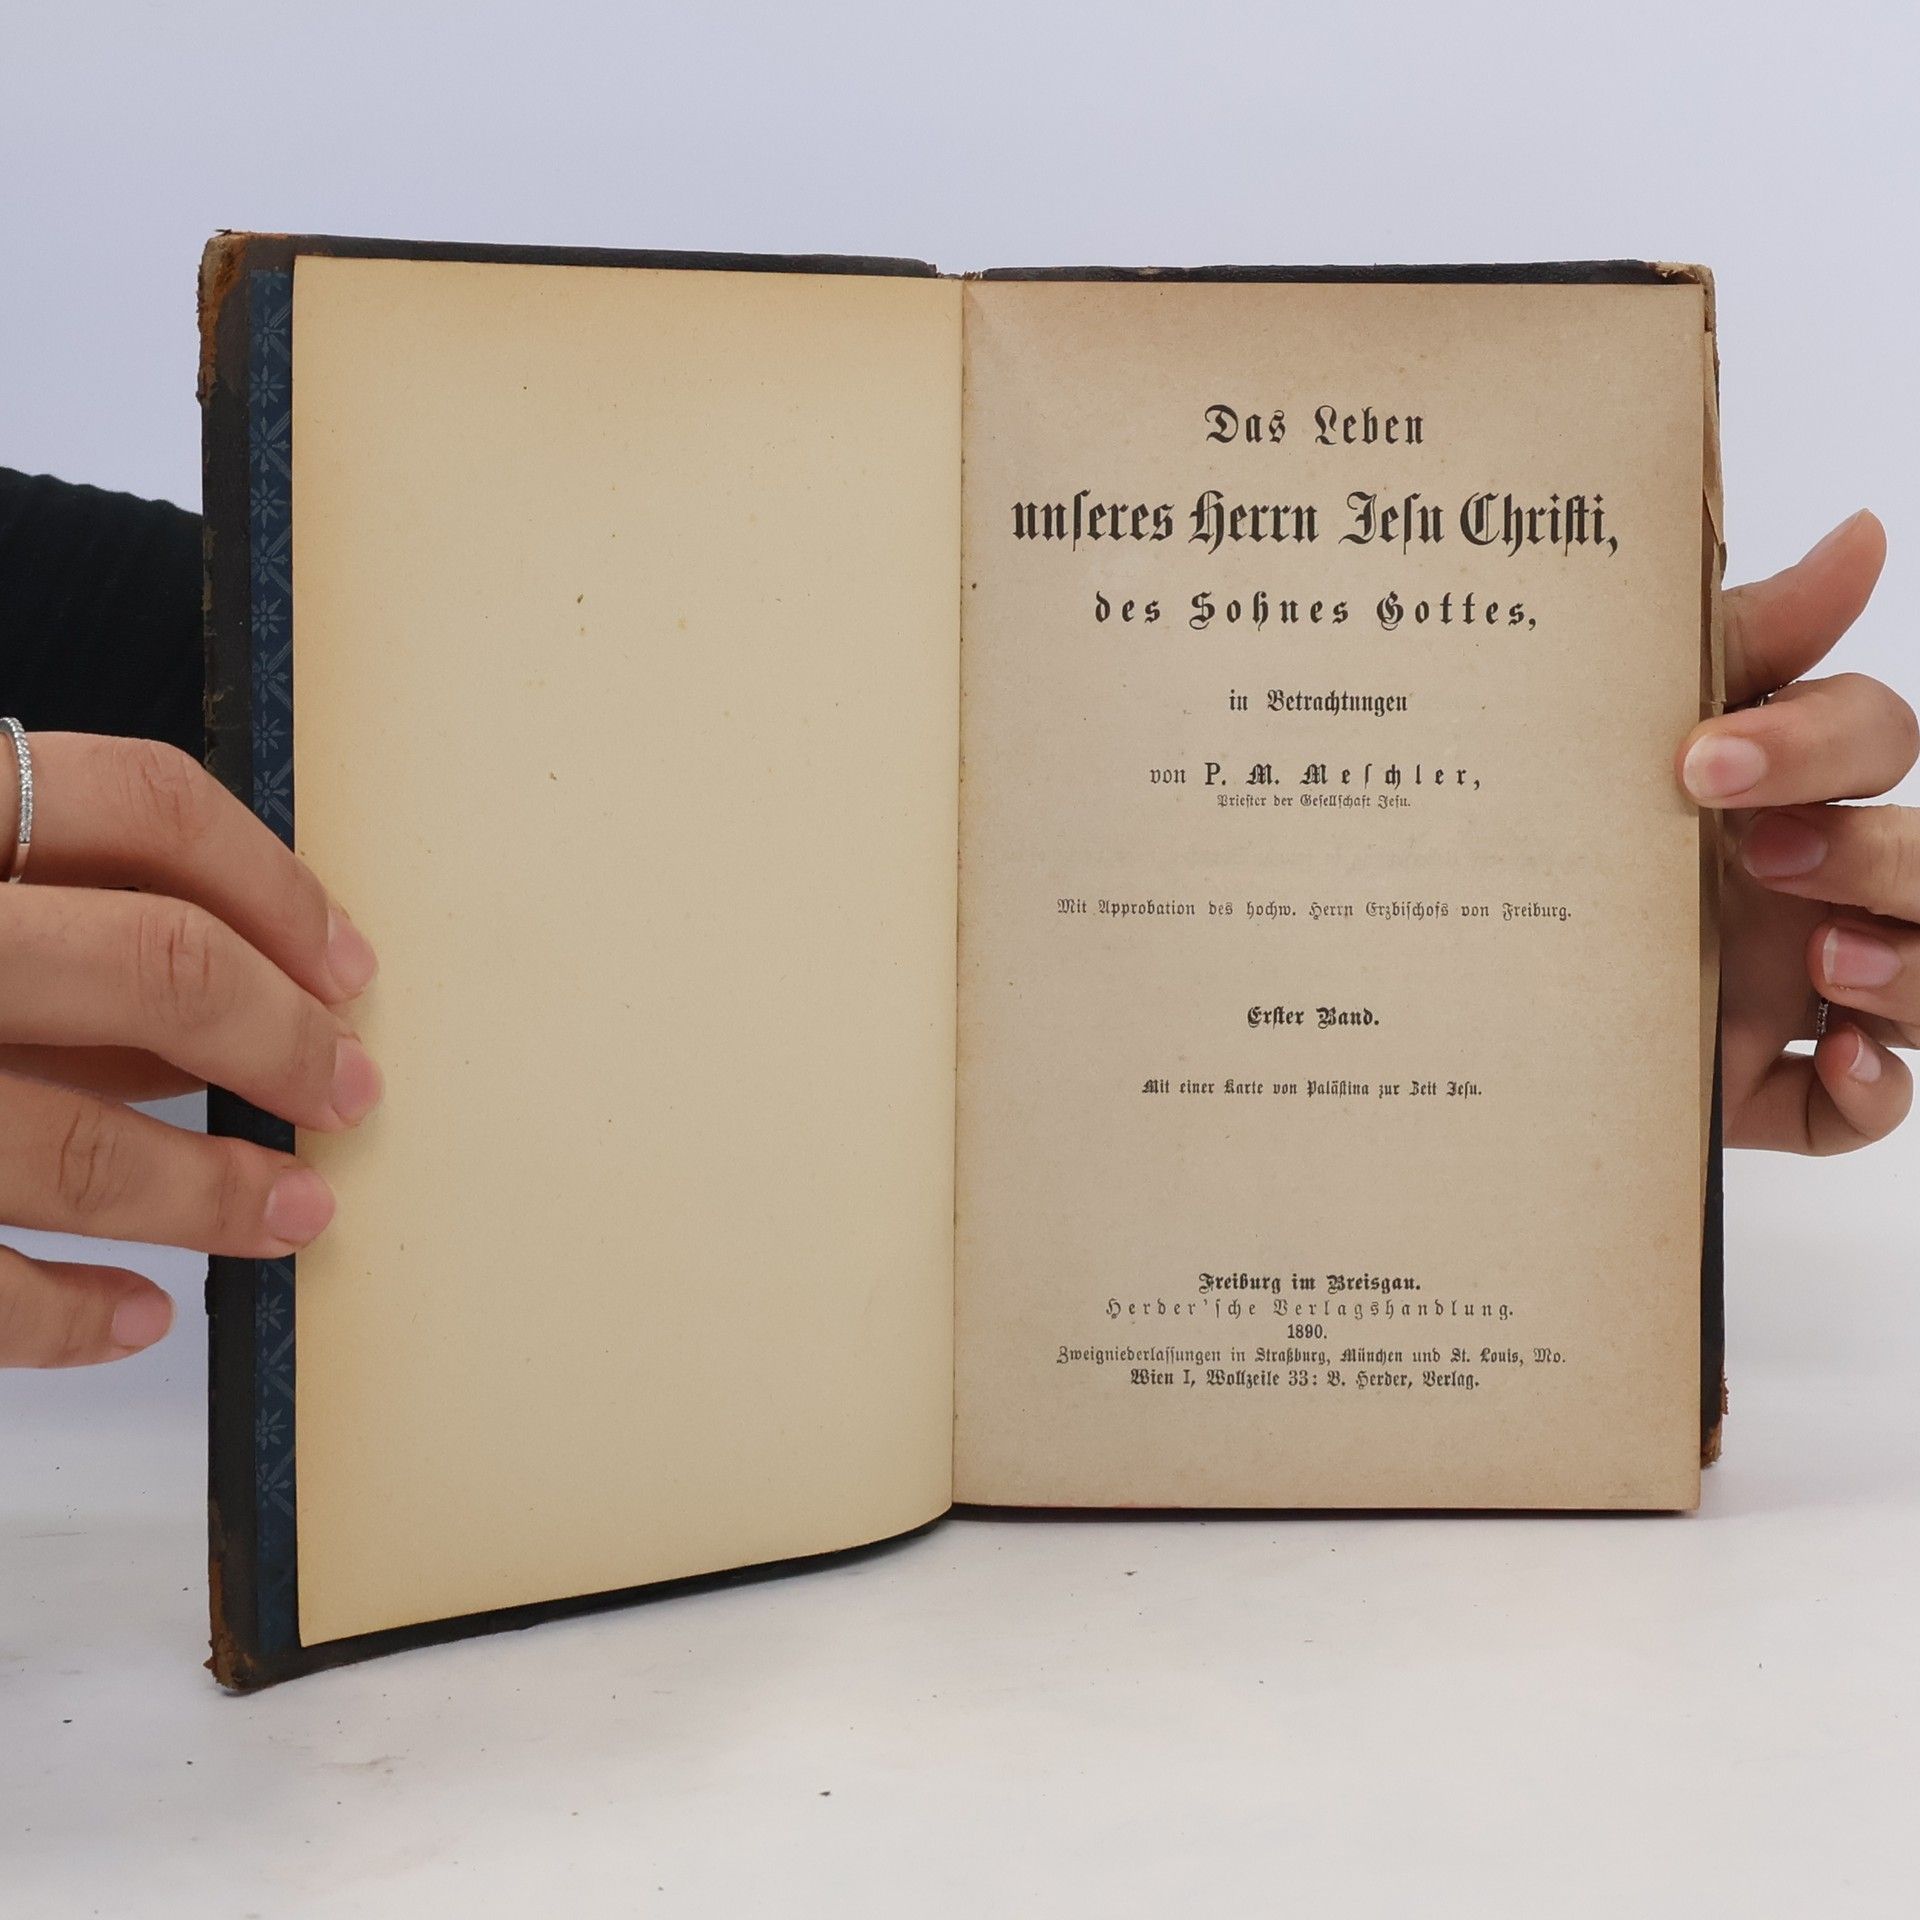 Das Leben
unſeres Herrn Jeſu Chriſti,
des Sohnes Gottes,
in Betrachtungen
von P. M. Meſchler,
Prieſter der Geſellſchaft Jeſu.
Mit Approbation des hochw. Herrn Erzbiſchofs von Freiburg.
Erſter Band.
Mit einer Karte von Paläſtina zur Zeit Jeſu.
Freiburg im Breisgau.
Herder'ſche Verlagshandlung.
1890.
Zweigniederlaſſungen in Straßburg, München und St. Louis, Mo.
Wien I, Wollzeile 33: B. Herder, Verlag.